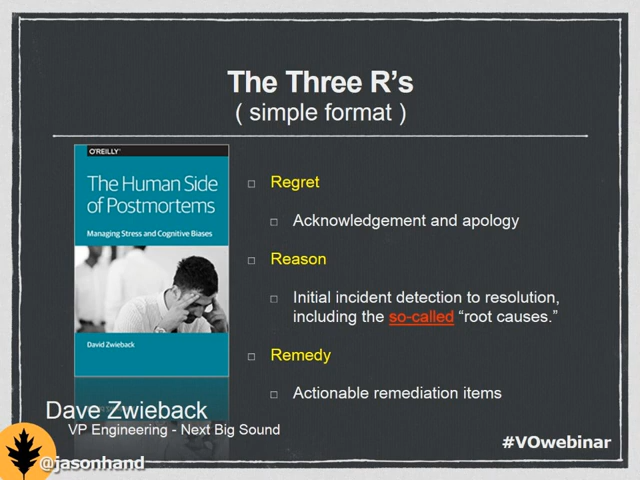 The Three R's
( simple format )
O'REILLY
The Human Side
of Postmortems
Managing Stress and Cognitive Biases
David Zwieback
Regret
Acknowledgement and apology
Reason
Initial incident detection to resolution,
including the so-called “root causes.”
Remedy
Actionable remediation items
Dave Zwieback
VP Engineering - Next Big Sound
#VOwebinar
@jasonhand